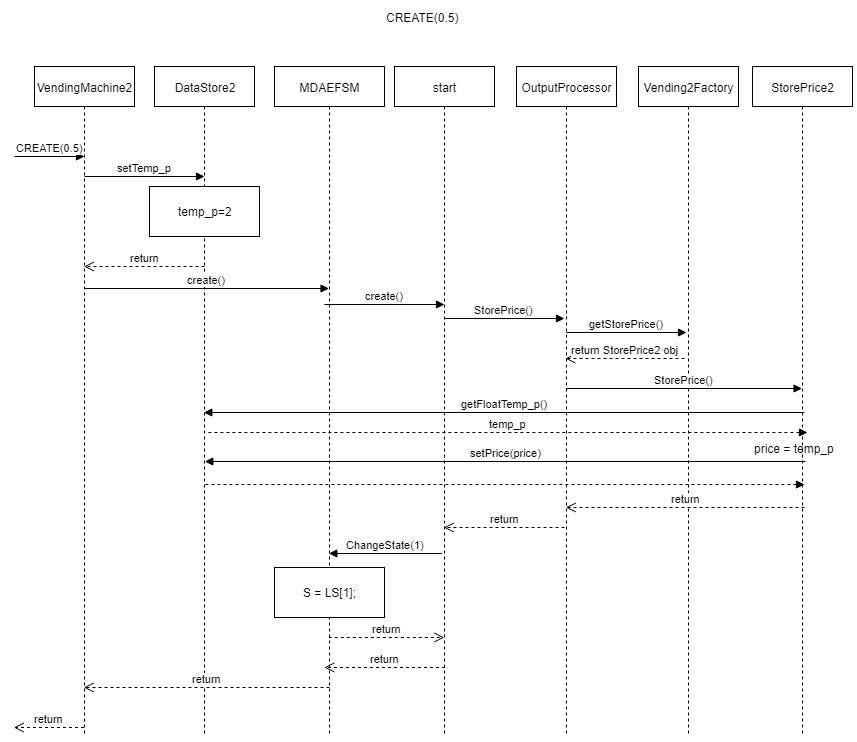 CREATE(0.5)
VendingMachine2
DataStore2
MDAEFSM
start
OutputProcessor
Vending2Factory
StorePrice2
CREATE(0.5)
setTemp_p
temp_p=2
return
create()
create()
StorePrice()
getStorePrice()
return StorePrice2 obj
StorePrice()
getFloatTemp_p()
temp_p
price = temp_p
setPrice(price)
return
return
ChangeState(1)
S = LS[1];
return
return
return
return